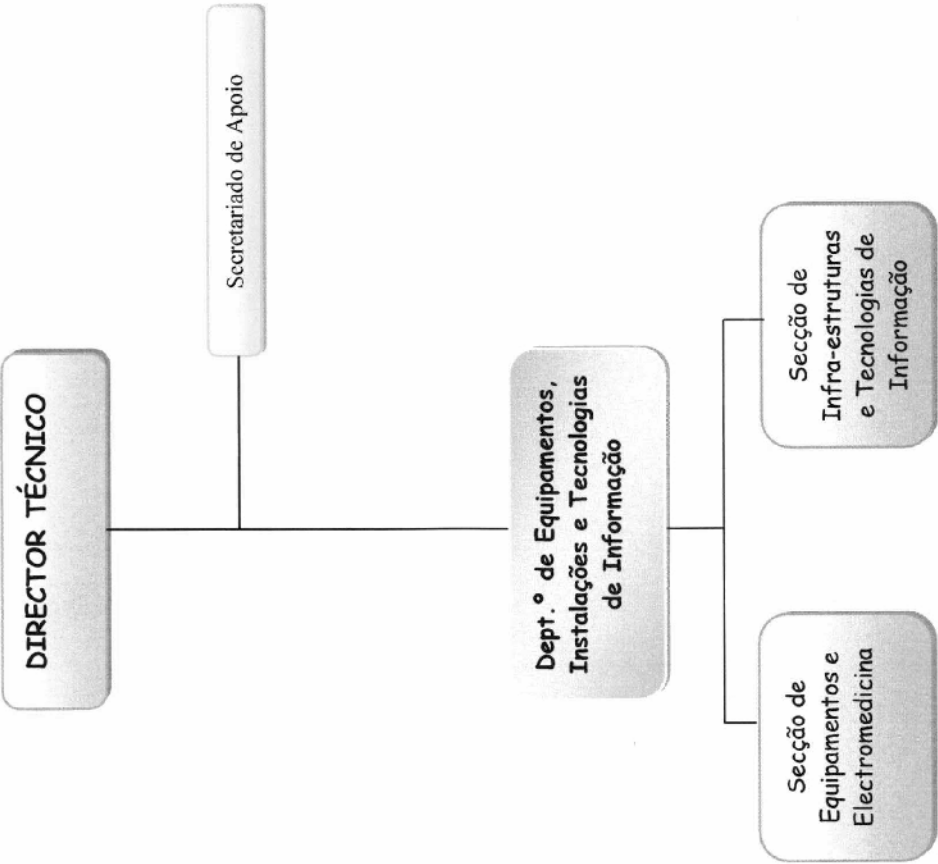 DIRECTOR TÉCNICO
Secretariado de Apoio
Dept.º de Equipamentos,
Instalações e Tecnologias
de Informação
Secção de
Equipamentos e
Electromedicina
Secção de
Infra-estruturas
e Tecnologias de
Informação